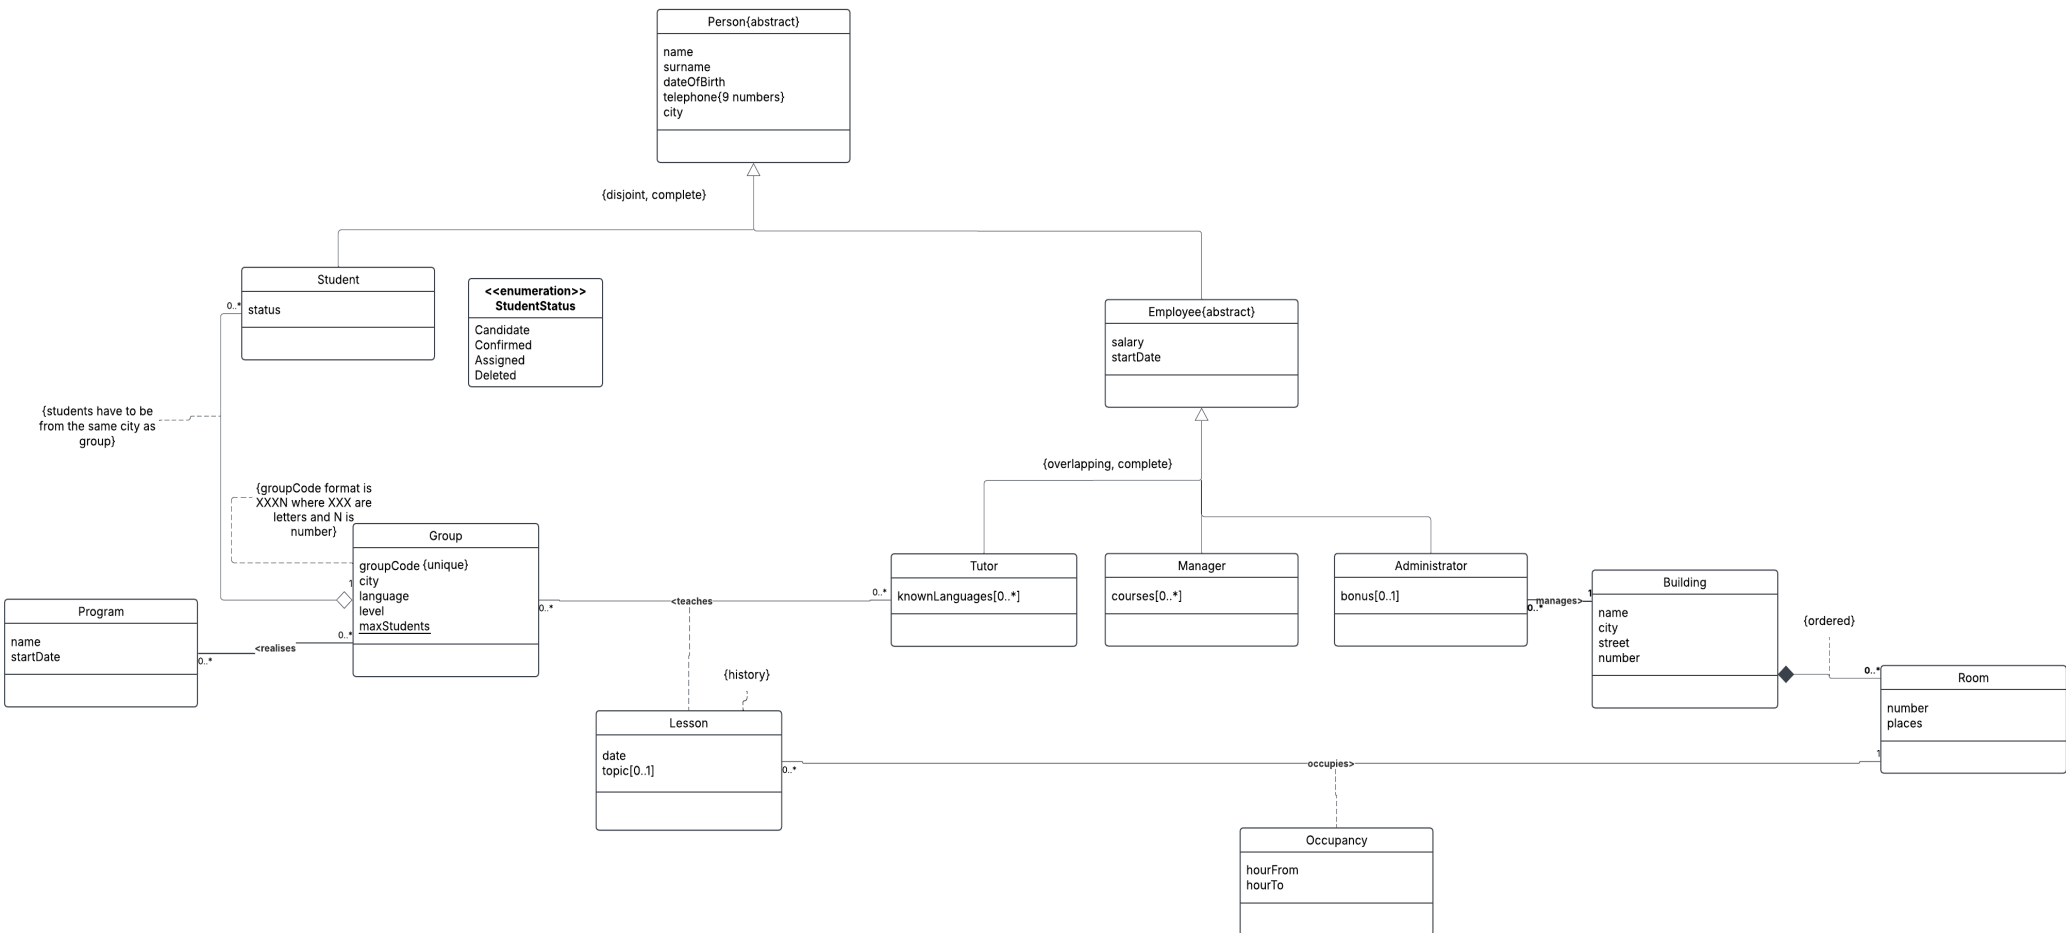 Person{abstract}
name
surname
dateOfBirth
telephone{9 numbers}
city
{disjoint, complete}
Student
0..*
status
<<enumeration>>
StudentStatus
Candidate
Confirmed
Assigned
Deleted
Employee{abstract}
salary
startDate
{students have to be
from the same city as
group}
{overlapping, complete}
{groupCode format is
XXXN where XXX are
letters and N is
number}
Group
groupCode {unique}
city
language
level
maxStudents
1
0..*
0..*
<teaches
0..*
Tutor
knownLanguages[0..*]
Manager
courses[0..*]
Administrator
bonus[0..1]
0..*
manages>
1
Building
name
city
street
number
{ordered}
0..*
Room
number
places
1
Program
name
startDate
0..*
<realises
{history}
Lesson
date
topic[0..1]
0..*
occupies>
Occupancy
hourFrom
hourTo